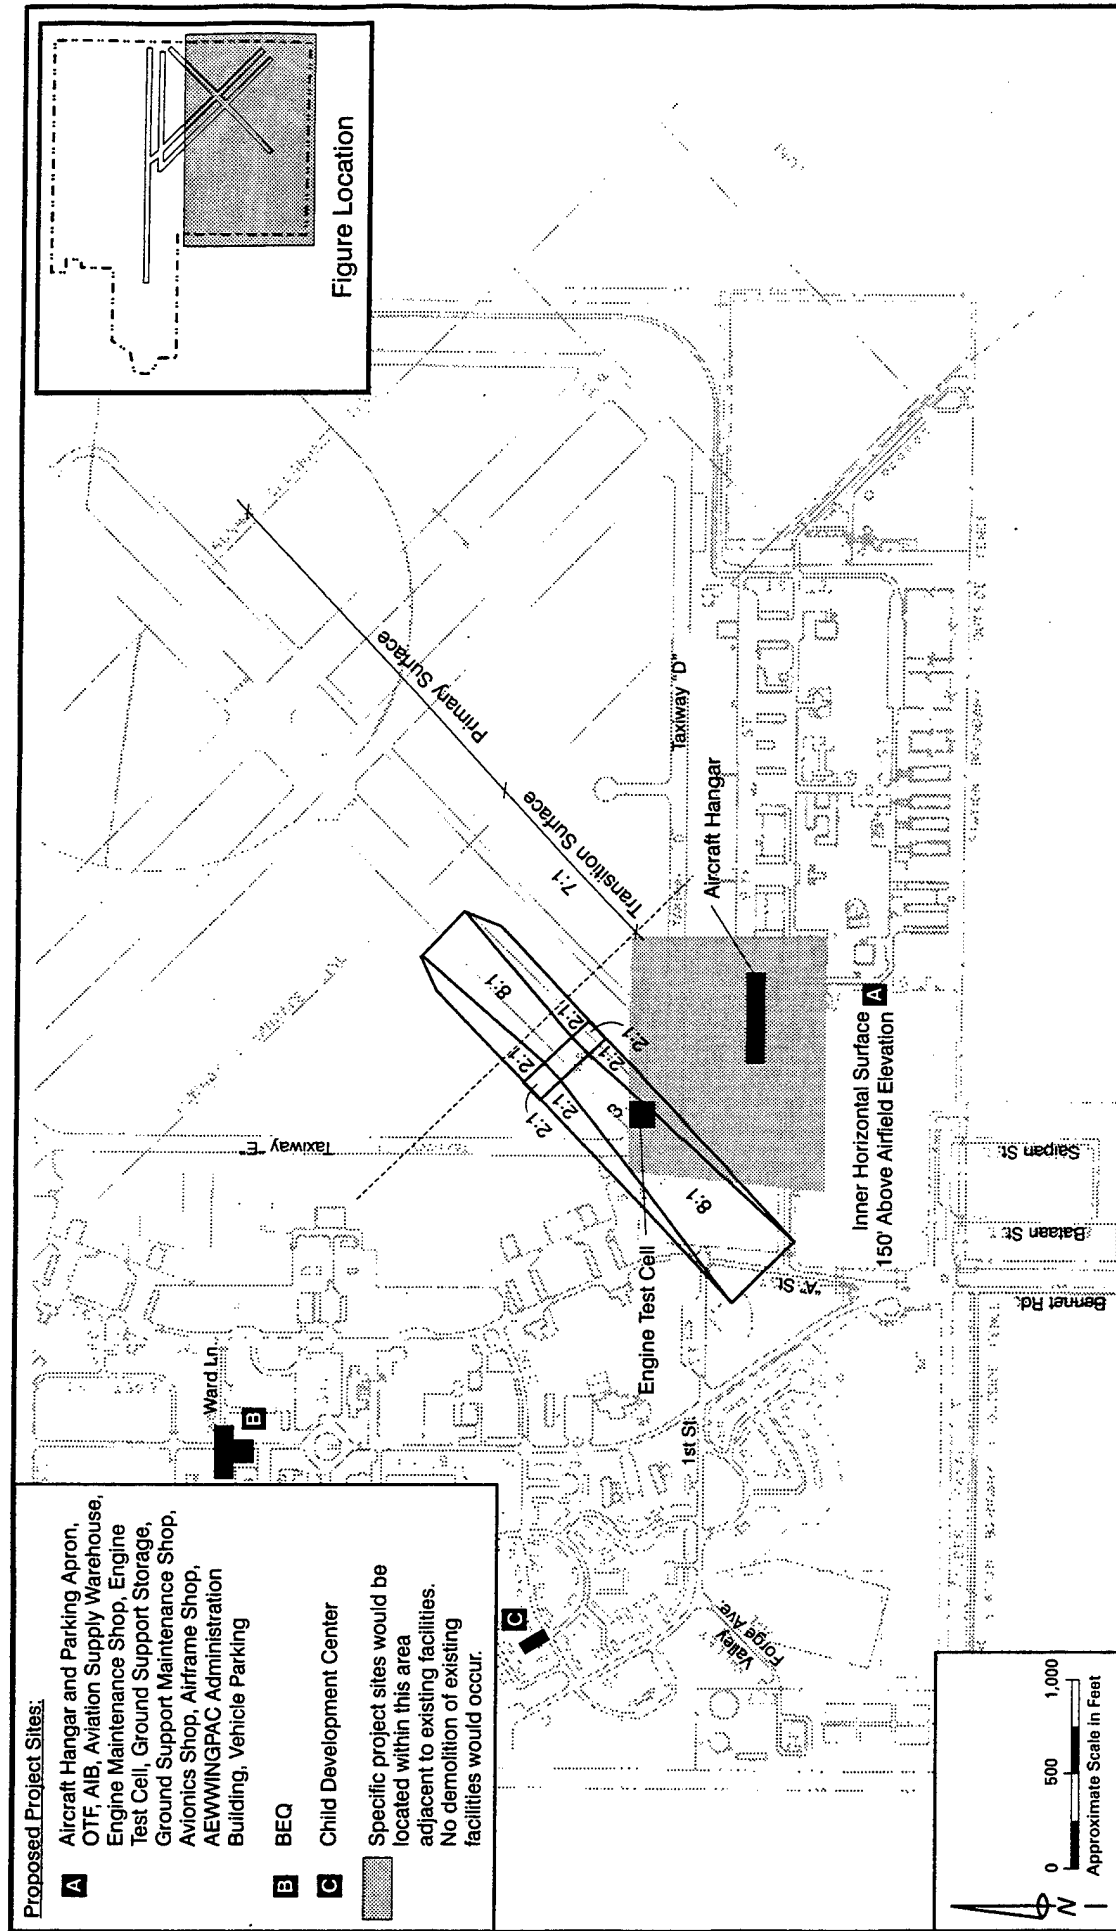 Proposed Project Sites:
A
Aircraft Hangar and Parking Apron,
OTF, AIB, Aviation Supply Warehouse,
Engine Maintenance Shop, Engine
Test Cell, Ground Support Storage,
Ground Support Maintenance Shop,
Avionics Shop, Airframe Shop,
AEWWINGPAC Administration
Building, Vehicle Parking
B
BEQ
C
Child Development Center
Specific project sites would be
located within this area
adjacent to existing facilities.
No demolition of existing
facilities would occur.
Figure Location
Ward Ln.
B
C
Taxiway "E"
Primary Surface
Transition Surface
7:1
8:1
2:1
2:1
2:1
2:1
2:1
2:1
8:1
Taxiway "D"
Aircraft Hangar
Engine Test Cell
1st St.
"A" St.
Valley
Forge Ave.
Inner Horizontal Surface
150' Above Airfield Elevation
A
Saipan St.
Bataan St.
Bennet Rd.
N
0
500
1,000
Approximate Scale in Feet